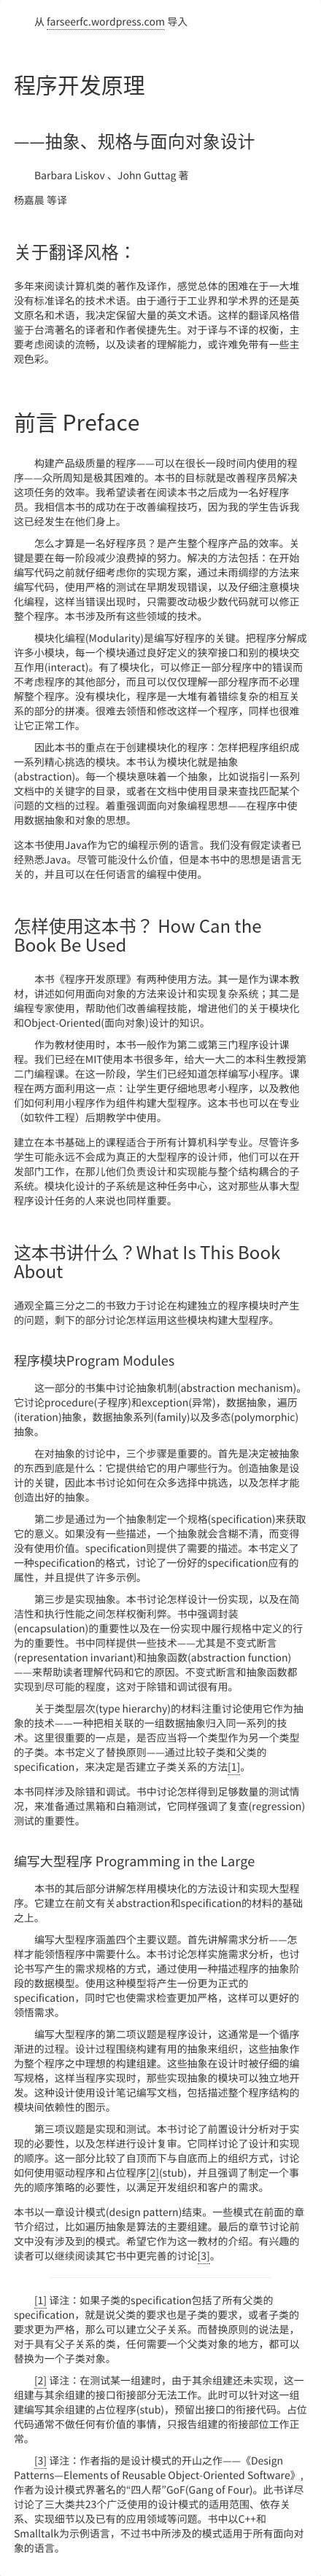 从 farseerfc.wordpress.com 导入
程序开发原理
——抽象、规格与面向对象设计
Barbara Liskov 、John Guttag 著
杨嘉晨 等译
关于翻译风格：
多年来阅读计算机类的著作及译作，感觉总体的困难在于一大堆
没有标准译名的技术术语。由于通行于工业界和学术界的还是英
文原名和术语，我决定保留大量的英文术语。这样的翻译风格借
鉴于台湾著名的译者和作者侯捷先生。对于译与不译的权衡，主
要考虑阅读的流畅，以及读者的理解能力，或许难免带有一些主
观色彩。
前言 Preface
构建产品级质量的程序——可以在很长一段时间内使用的程
序——众所周知是极其困难的。本书的目标就是改善程序员解决
这项任务的效率。我希望读者在阅读本书之后成为一名好程序
员。我相信本书的成功在于改善编程技巧，因为我的学生告诉我
这已经发生在他们身上。
怎么才算是一名好程序员？是产生整个程序产品的效率。关
键是要在每一阶段减少浪费掉的努力。解决的方法包括：在开始
编写代码之前就仔细考虑你的实现方案，通过未雨绸缪的方法来
编写代码，使用严格的测试在早期发现错误，以及仔细注意模块
化编程，这样当错误出现时，只需要改动极少数代码就可以修正
整个程序。本书涉及所有这些领域的技术。
模块化编程(Modularity)是编写好程序的关键。把程序分解成
许多小模块，每一个模块通过良好定义的狭窄接口和别的模块交
互作用(interact)。有了模块化，可以修正一部分程序中的错误而
不考虑程序的其他部分，而且可以仅仅理解一部分程序而不必理
解整个程序。没有模块化，程序是一大堆有着错综复杂的相互关
系的部分的拼凑。很难去领悟和修改这样一个程序，同样也很难
让它正常工作。
因此本书的重点在于创建模块化的程序：怎样把程序组织成
一系列精心挑选的模块。本书认为模块化就是抽象
(abstraction)。每一个模块意味着一个抽象，比如说指引一系列
文档中的关键字的目录，或者在文档中使用目录来查找匹配某个
问题的文档的过程。着重强调面向对象编程思想——在程序中使
用数据抽象和对象的思想。
这本书使用Java作为它的编程示例的语言。我们没有假定读者已
经熟悉Java。尽管可能没什么价值，但是本书中的思想是语言无
关的，并且可以在任何语言的编程中使用。
怎样使用这本书？ How Can the
Book Be Used
本书《程序开发原理》有两种使用方法。其一是作为课本教
材，讲述如何用面向对象的方法来设计和实现复杂系统；其二是
编程专家使用，帮助他们改善编程技能，增进他们的关于模块化
和Object-Oriented(面向对象)设计的知识。
作为教材使用时，本书一般作为第二或第三门程序设计课
程。我们已经在MIT使用本书很多年，给大一大二的本科生教授第
二门编程课。在这一阶段，学生们已经知道怎样编写小程序。课
程在两方面利用这一点：让学生更仔细地思考小程序，以及教他
们如何利用小程序作为组件构建大型程序。这本书也可以在专业
（如软件工程）后期教学中使用。
建立在本书基础上的课程适合于所有计算机科学专业。尽管许多
学生可能永远不会成为真正的大型程序的设计师，他们可以在开
发部门工作，在那儿他们负责设计和实现能与整个结构耦合的子
系统。模块化设计的子系统是这种任务中心，这对那些从事大型
程序设计任务的人来说也同样重要。
这本书讲什么？What Is This Book
About
通观全篇三分之二的书致力于讨论在构建独立的程序模块时产生
的问题，剩下的部分讨论怎样运用这些模块构建大型程序。
程序模块Program Modules
这一部分的书集中讨论抽象机制(abstraction mechanism)。
它讨论procedure(子程序)和exception(异常)，数据抽象，遍历
(iteration)抽象，数据抽象系列(family)以及多态(polymorphic)
抽象。
在对抽象的讨论中，三个步骤是重要的。首先是决定被抽象
的东西到底是什么：它提供给它的用户哪些行为。创造抽象是设
计的关键，因此本书讨论如何在众多选择中挑选，以及怎样才能
创造出好的抽象。
第二步是通过为一个抽象制定一个规格(specification)来获取
它的意义。如果没有一些描述，一个抽象就会含糊不清，而变得
没有使用价值。specification则提供了需要的描述。本书定义了
一种specification的格式，讨论了一份好的specification应有的
属性，并且提供了许多示例。
第三步是实现抽象。本书讨论怎样设计一份实现，以及在简
洁性和执行性能之间怎样权衡利弊。书中强调封装
(encapsulation)的重要性以及在一份实现中履行规格中定义的行
为的重要性。书中同样提供一些技术——尤其是不变式断言
(representation invariant)和抽象函数(abstraction function)
——来帮助读者理解代码和它的原因。不变式断言和抽象函数都
实现到尽可能的程度，这对于除错和调试很有用。
关于类型层次(type hierarchy)的材料注重讨论使用它作为抽
象的技术——一种把相关联的一组数据抽象归入同一系列的技
术。这里很重要的一点是，是否应当将一个类型作为另一个类型
的子类。本书定义了替换原则——通过比较子类和父类的
specification，来决定是否建立子类关系的方法[1]。
本书同样涉及除错和调试。书中讨论怎样得到足够数量的测试情
况，来准备通过黑箱和白箱测试，它同样强调了复查(regression)
测试的重要性。
编写大型程序 Programming in the Large
本书的其后部分讲解怎样用模块化的方法设计和实现大型程
序。它建立在前文有关abstraction和specification的材料的基础
之上。
编写大型程序涵盖四个主要议题。首先讲解需求分析——怎
样才能领悟程序中需要什么。本书讨论怎样实施需求分析，也讨
论书写产生的需求规格的方式，通过使用一种描述程序的抽象阶
段的数据模型。使用这种模型将产生一份更为正式的
specification，同时它也使需求检查更加严格，这样可以更好的
领悟需求。
编写大型程序的第二项议题是程序设计，这通常是一个循序
渐进的过程。设计过程围绕构建有用的抽象来组织，这些抽象作
为整个程序之中理想的构建组建。这些抽象在设计时被仔细的编
写规格，这样当程序实现时，那些实现抽象的模块可以独立地开
发。这种设计使用设计笔记编写文档，包括描述整个程序结构的
模块间依赖性的图示。
第三项议题是实现和测试。本书讨论了前置设计分析对于实
现的必要性，以及怎样进行设计复审。它同样讨论了设计和实现
的顺序。这一部分比较了自顶而下与自底而上的组织方式，讨论
如何使用驱动程序和占位程序[2](stub)，并且强调了制定一个事
先的顺序策略的必要性，以满足开发组织和客户的需求。
本书以一章设计模式(design pattern)结束。一些模式在前面的章
节介绍过，比如遍历抽象是算法的主要组建。最后的章节讨论前
文中没有涉及到的模式。希望它作为这一教材的介绍。有兴趣的
读者可以继续阅读其它书中更完善的讨论[3]。
[1] 译注：如果子类的specification包括了所有父类的
specification，就是说父类的要求也是子类的要求，或者子类的
要求更为严格，那么可以建立父子关系。而替换原则的说法是，
对于具有父子关系的类，任何需要一个父类对象的地方，都可以
替换为一个子类对象。
[2] 译注：在测试某一组建时，由于其余组建还未实现，这一
组建与其余组建的接口衔接部分无法工作。此时可以针对这一组
建编写其余组建的占位程序(stub)，预留出接口的衔接代码。占位
代码通常不做任何有价值的事情，只报告组建的衔接部位工作正
常。
[3] 译注：作者指的是设计模式的开山之作——《Design
Patterns—Elements of Reusable Object-Oriented Software》，
作者为设计模式界著名的“四人帮”GoF(Gang of Four)。此书详尽
讨论了三大类共23个广泛使用的设计模式的适用范围、依存关
系、实现细节以及已有的应用领域等问题。书中以C++和
Smalltalk为示例语言，不过书中所涉及的模式适用于所有面向对
象的语言。